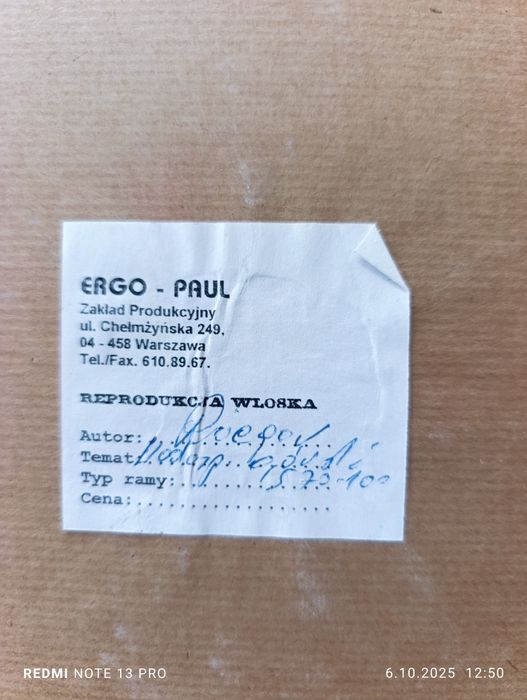 ERGO - PAUL
Zakład Produkcyjny
ul. Chełmżyńska 249,
04 - 458 Warszawa
Tel./Fax. 610.89.67.
REPRODUKCJA WŁOSKA
Autor:
Temat:
Typ ramy: 
Cena:
REDMI NOTE 13 PRO
6.10.2025 12:50